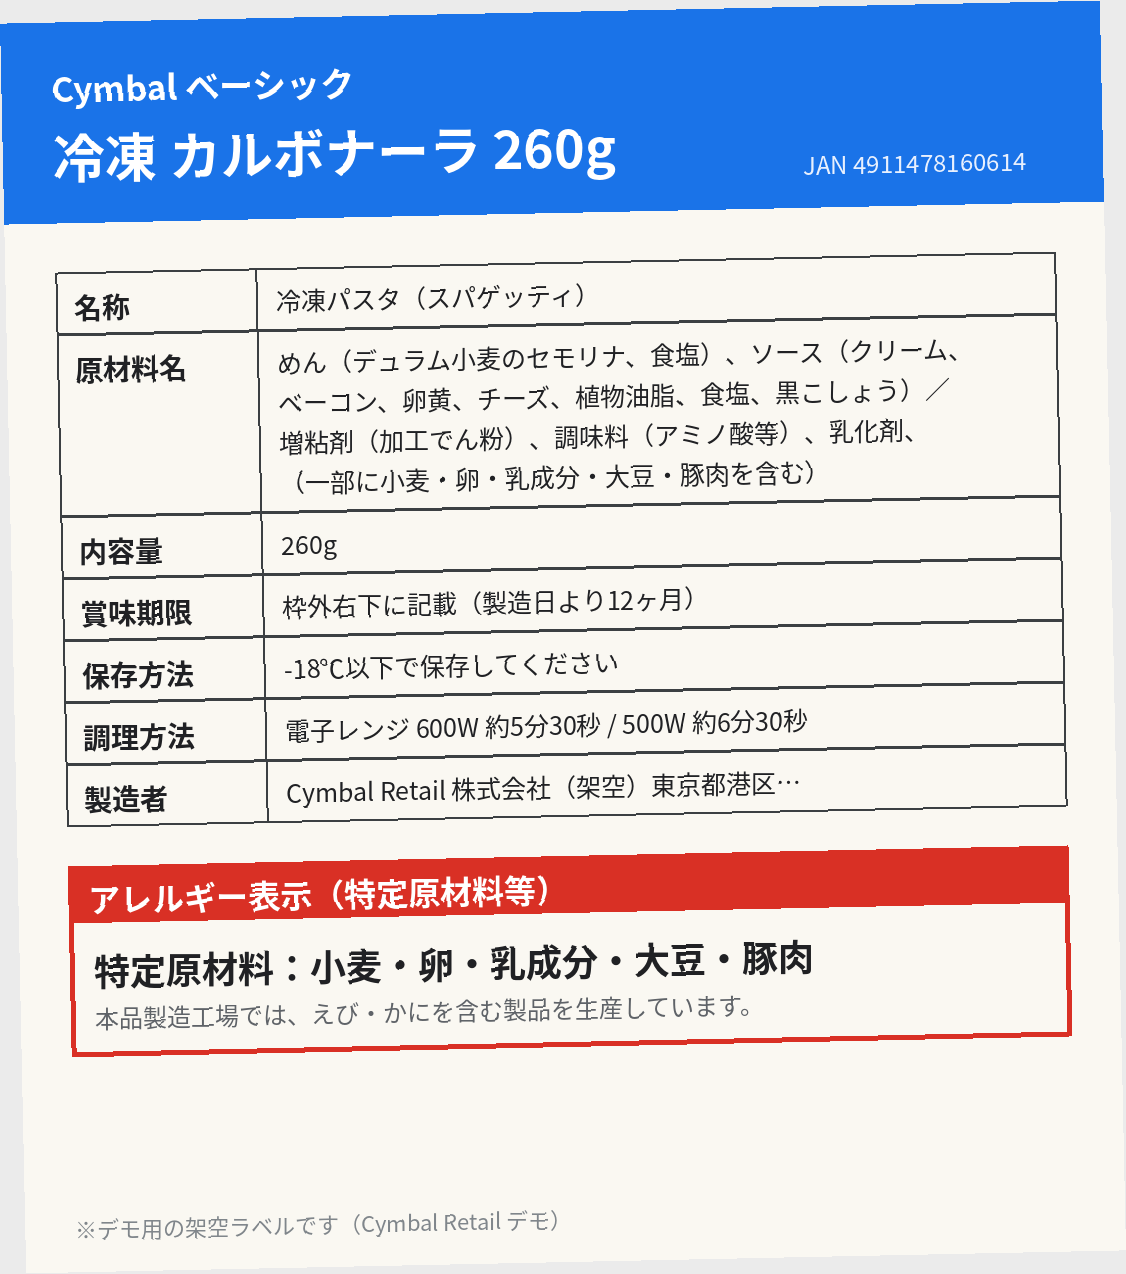 Cymbal ベーシック
冷凍 カルボナーラ 260g
JAN 4911478160614
名称 冷凍パスタ（スパゲッティ）
原材料名 めん（デュラム小麦のセモリナ、食塩）、ソース（クリーム、
ベーコン、卵黄、チーズ、植物油脂、食塩、黒こしょう）／
増粘剤（加工でん粉）、調味料（アミノ酸等）、乳化剤、
（一部に小麦・卵・乳成分・大豆・豚肉を含む）
内容量 260g
賞味期限 枠外右下に記載（製造日より12ヶ月）
保存方法 -18℃以下で保存してください
調理方法 電子レンジ 600W 約5分30秒 / 500W 約6分30秒
製造者 Cymbal Retail 株式会社（架空）東京都港区…
アレルギー表示（特定原材料等）
特定原材料：小麦・卵・乳成分・大豆・豚肉
本品製造工場では、えび・かにを含む製品を生産しています。
※デモ用の架空ラベルです（Cymbal Retail デモ）